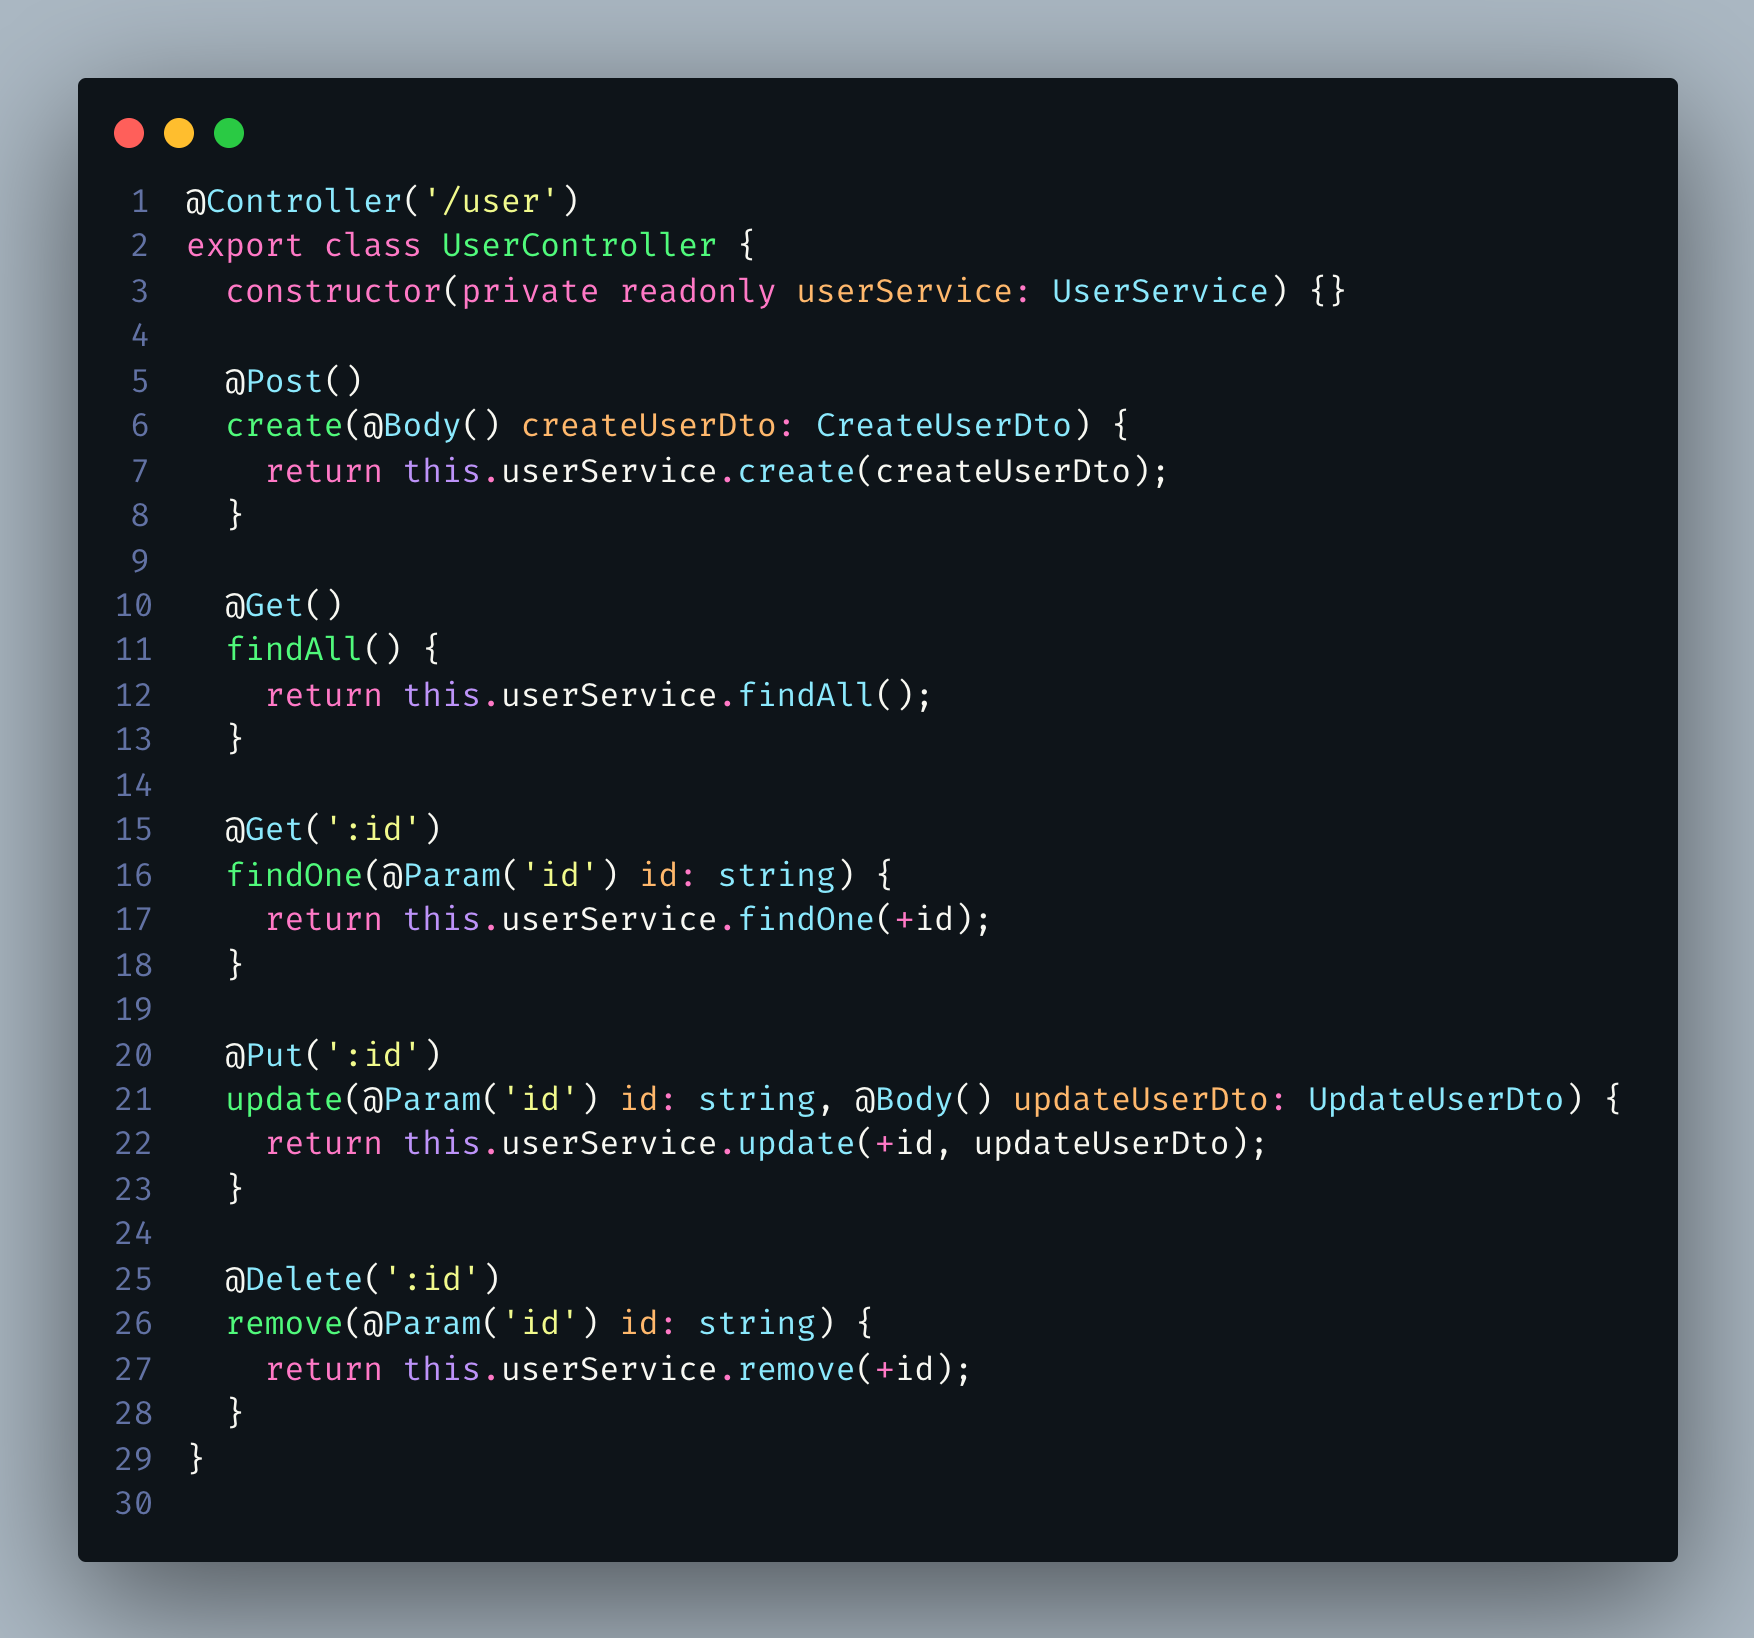 1 @Controller('/user')
2 export class UserController {
3   constructor(private readonly userService: UserService) {}
4
5   @Post()
6   create(@Body() createUserDto: CreateUserDto) {
7     return this.userService.create(createUserDto);
8   }
9
10   @Get()
11   findAll() {
12     return this.userService.findAll();
13   }
14
15   @Get(':id')
16   findOne(@Param('id') id: string) {
17     return this.userService.findOne(+id);
18   }
19
20   @Put(':id')
21   update(@Param('id') id: string, @Body() updateUserDto: UpdateUserDto) {
22     return this.userService.update(+id, updateUserDto);
23   }
24
25   @Delete(':id')
26   remove(@Param('id') id: string) {
27     return this.userService.remove(+id);
28   }
29 }
30